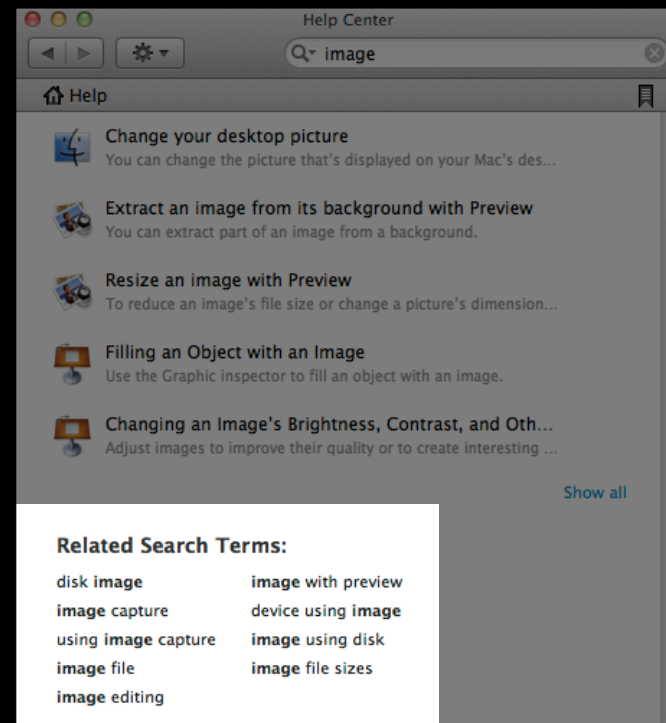 Help Center
image
Help
Change your desktop picture
You can change the picture that's displayed on your Mac's des...
Extract an image from its background with Preview
You can extract part of an image from a background.
Resize an image with Preview
To reduce an image's file size or change a picture's dimension...
Filling an Object with an Image
Use the Graphic inspector to fill an object with an image.
Changing an Image's Brightness, Contrast, and Oth...
Adjust images to improve their quality or to create interesting ...
Show all
Related Search Terms:
disk image
image capture
using image capture
image file
image editing
image with preview
device using image
image using disk
image file sizes